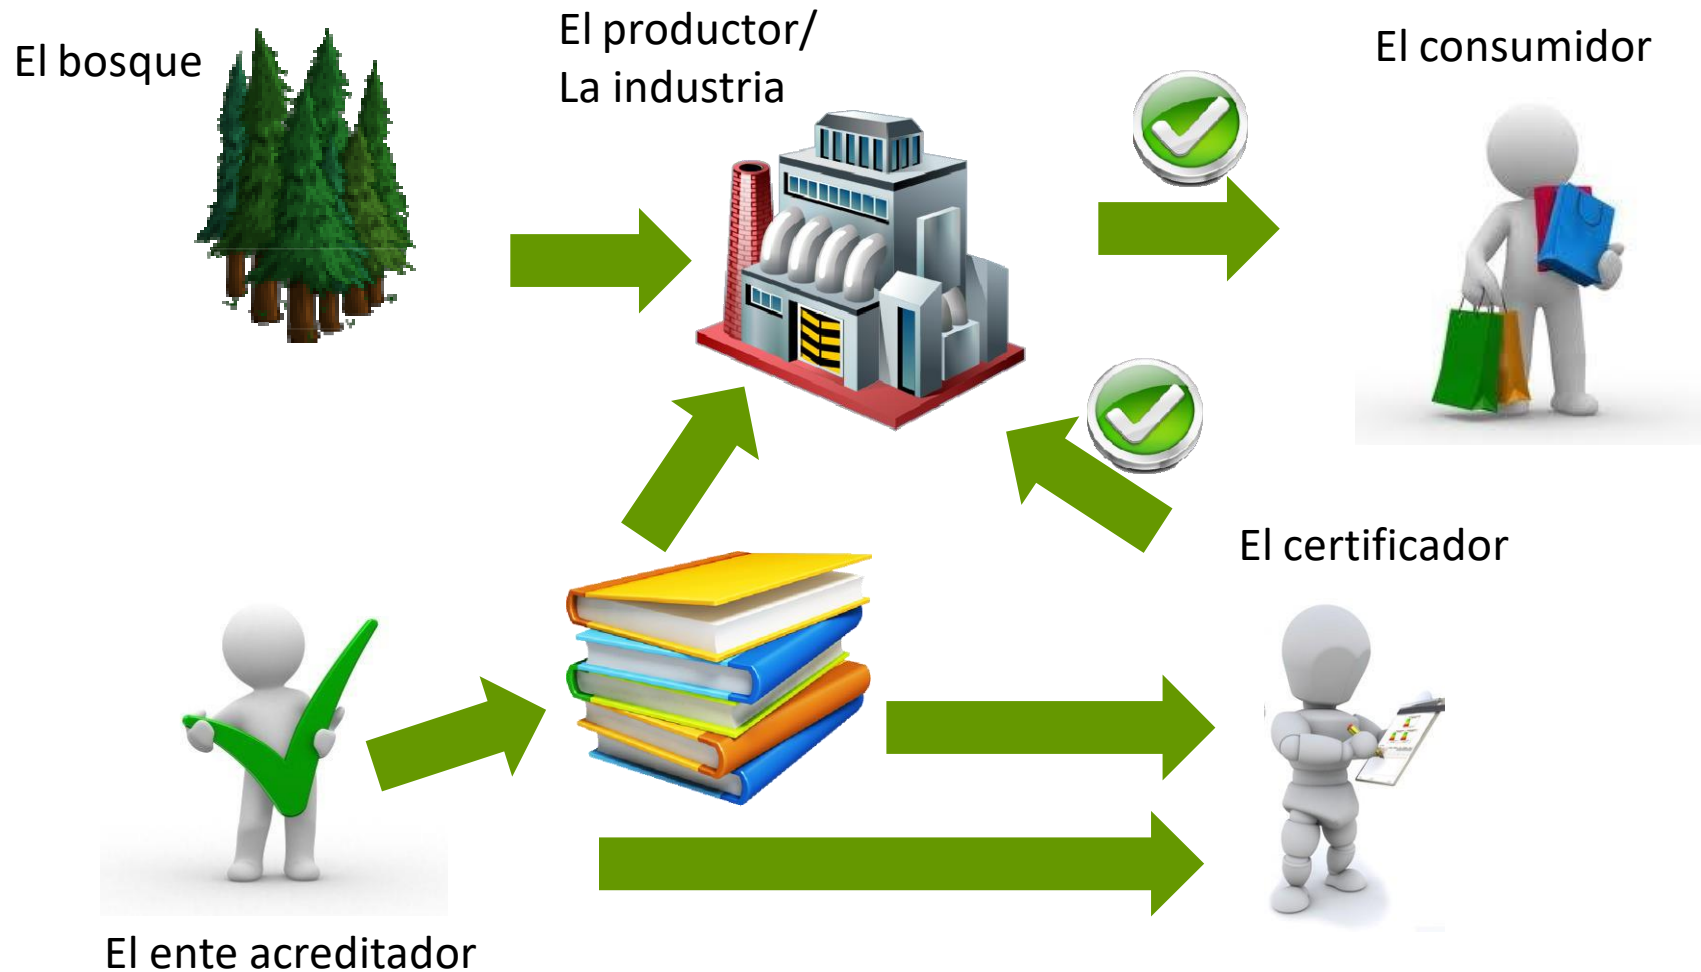 El bosque
El productor/
La industria
El consumidor
El certificador
El ente acreditador